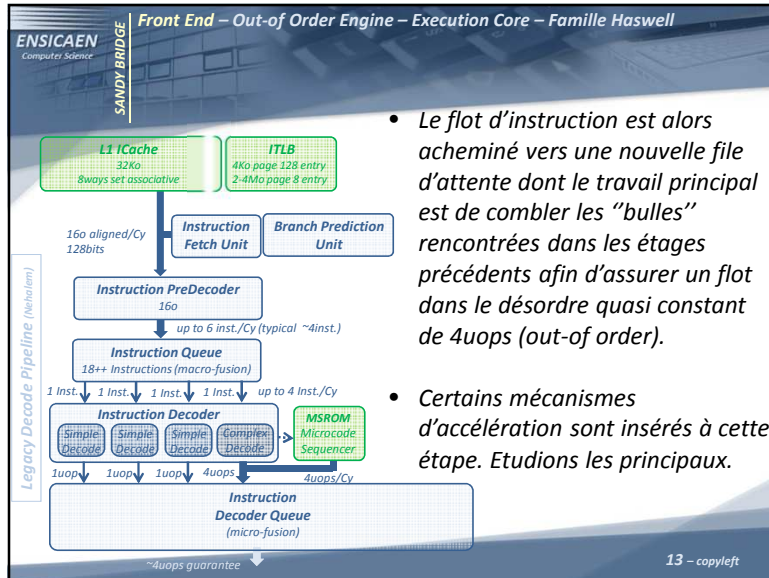 ENSICAEN
Computer Science
SANDY BRIDGE
Front End – Out-of Order Engine – Execution Core – Famille Haswell
Legacy Decode Pipeline (Nehalem)
L1 ICache
32Ko
8ways set associative
ITLB
4Ko page 128 entry
2-4Mo page 8 entry
16o aligned/Cy
128bits
Instruction
Fetch Unit
Branch Prediction
Unit
Instruction PreDecoder
16o
up to 6 inst./Cy (typical ~4inst.)
Instruction Queue
18++ Instructions (macro-fusion)
1 Inst. 1 Inst. 1 Inst. 1 Inst. up to 4 Inst./Cy
Instruction Decoder
Simple Decode
Simple Decode
Simple Decode
Complex Decode
MSROM
Microcode
Sequencer
1uop 1uop 1uop 4uops 4uops/Cy
Instruction
Decoder Queue
(micro-fusion)
~4uops guarantee
• Le flot d’instruction est alors
acheminé vers une nouvelle file
d’attente dont le travail principal
est de combler les ‘’bulles’’
rencontrées dans les étages
précédents afin d’assurer un flot
dans le désordre quasi constant
de 4uops (out-of order).
• Certains mécanismes
d’accélération sont insérés à cette
étape. Etudions les principaux.
13 – copyleft